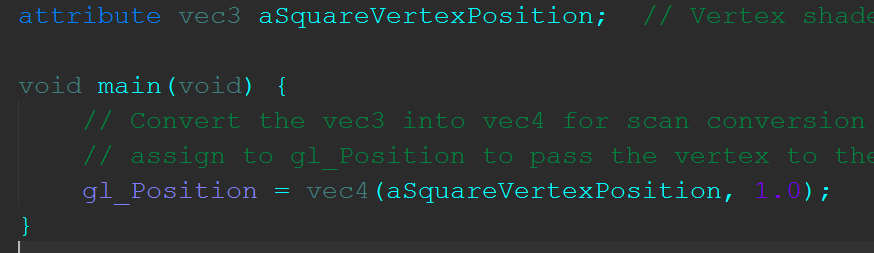 attribute vec3 aSquareVertexPosition;  // Vertex
void main(void) {
    // Convert the vec3 into vec4 for scan conversion
    // assign to gl_Position to pass the vertex to the
    gl_Position = vec4(aSquareVertexPosition, 1.0);
}